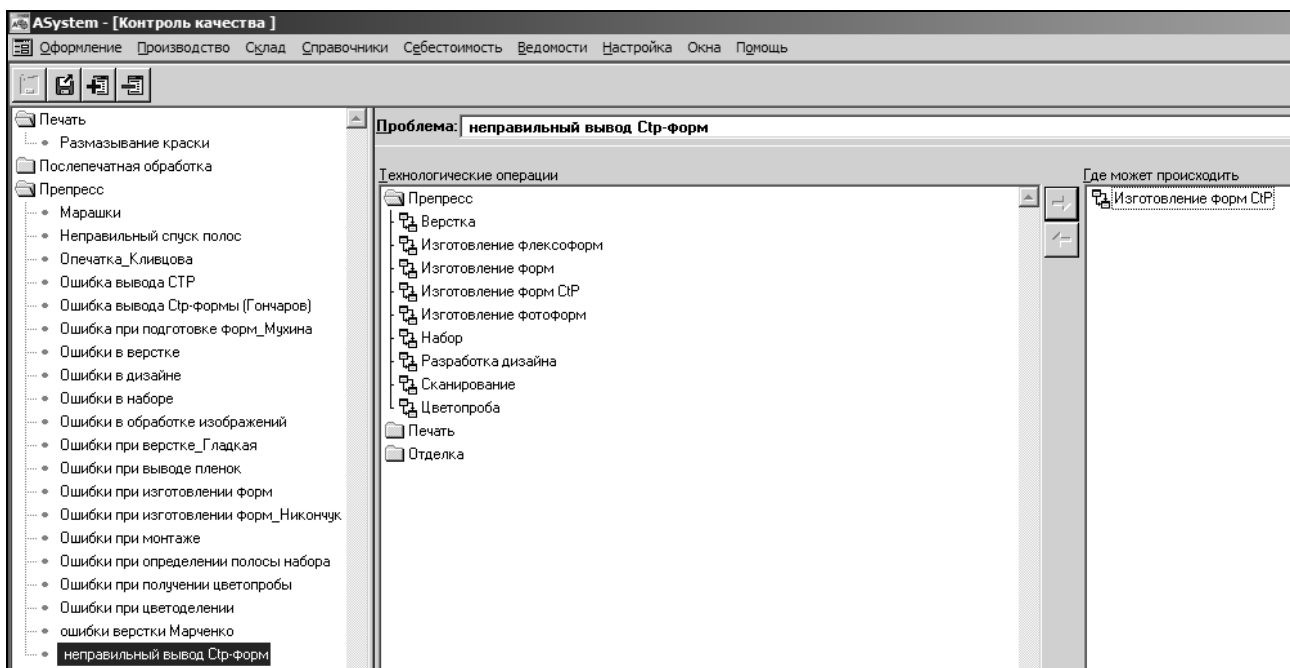 ASystem - [Контроль качества ]
Оформление Производство Склад Справочники Себестоимость Ведомости Настройка Окна Помощь
Печать
Размазывание краски
Послепечатная обработка
Препресс
Марашки
Неправильный спуск полос
Опечатка_Кливцова
Ошибка вывода СТР
Ошибка вывода Ctp-формы (Гончаров)
Ошибка при подготовке форм_Мухина
Ошибки в верстке
Ошибки в дизайне
Ошибки в наборе
Ошибки в обработке изображений
Ошибки при верстке_Гладкая
Ошибки при выводе пленок
Ошибки при изготовлении форм
Ошибки при изготовлении форм_Никончук
Ошибки при монтаже
Ошибки при определении полосы набора
Ошибки при получении цветопробы
Ошибки при цветоделении
ошибки верстки Марченко
неправильный вывод Ctp-форм
Проблема: неправильный вывод Ctp-форм
Технологические операции
Препресс
Верстка
Изготовление флексоформ
Изготовление форм
Изготовление форм CtP
Изготовление фотоформ
Набор
Разработка дизайна
Сканирование
Цветопроба
Печать
Отделка
Где может происходить
Изготовление форм CtP